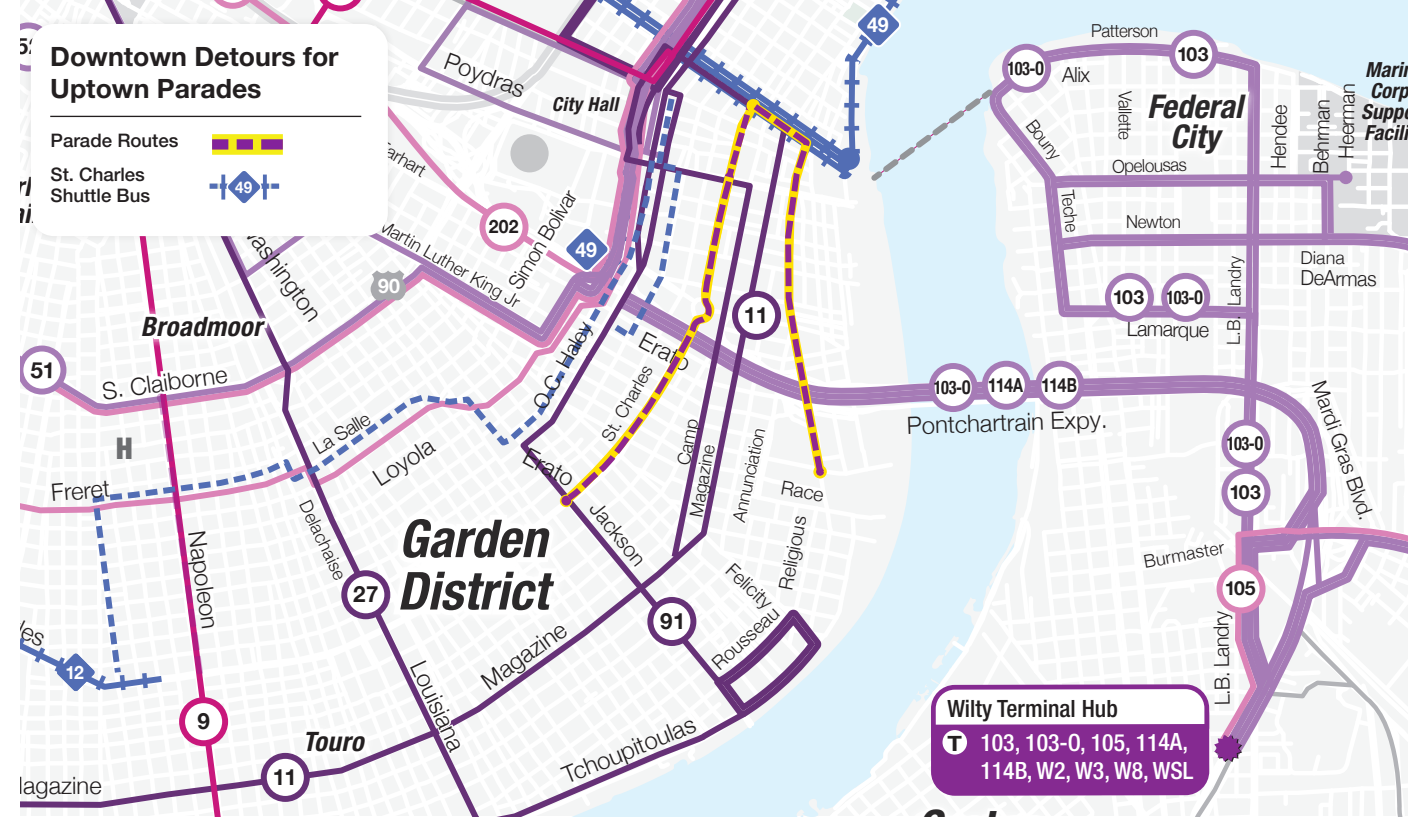 Downtown Detours for
Uptown Parades
Parade Routes
St. Charles
Shuttle Bus
49
49
Poydras
City Hall
202
Simon Bolivar
49
Martin Luther King Jr
90
Broadmoor
51
S. Claiborne
H
Freret
La Salle
Loyola
Napoleon
Delachaise
Garden
District
27
9
12
Louisiana
Magazine
Touro
11
Tchoupitoulas
91
Jackson
Felicity
Rousseau
Religious
Race
Annunciation
Magazine
Camp
St. Charles
O.C. Haley
Erato
Erato
11
Pontchartrain Expy.
103-0
114A
114B
Patterson
103-0
103
Alix
Vallette
Federal
City
Hendee
Behrman
Heerman
Bouny
Opelousas
Teche
Newton
Diana
DeArmas
103
103-0
Lamarque
L.B. Landry
Mardi Gras Blvd.
103-0
103
Burmaster
105
L.B. Landry
Wilty Terminal Hub
T 103, 103-0, 105, 114A,
114B, W2, W3, W8, WSL